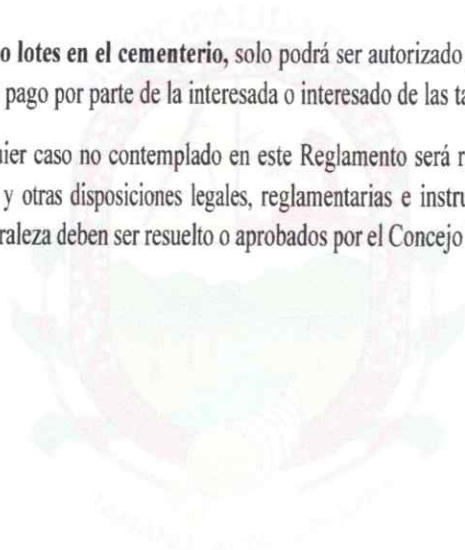 o lotes en el cementerio, solo podrá ser autorizado
pago por parte de la interesada o interesado de las ta
uier caso no contemplado en este Reglamento será r
y otras disposiciones legales, reglamentarias e instru
raleza deben ser resuelto o aprobados por el Concejo